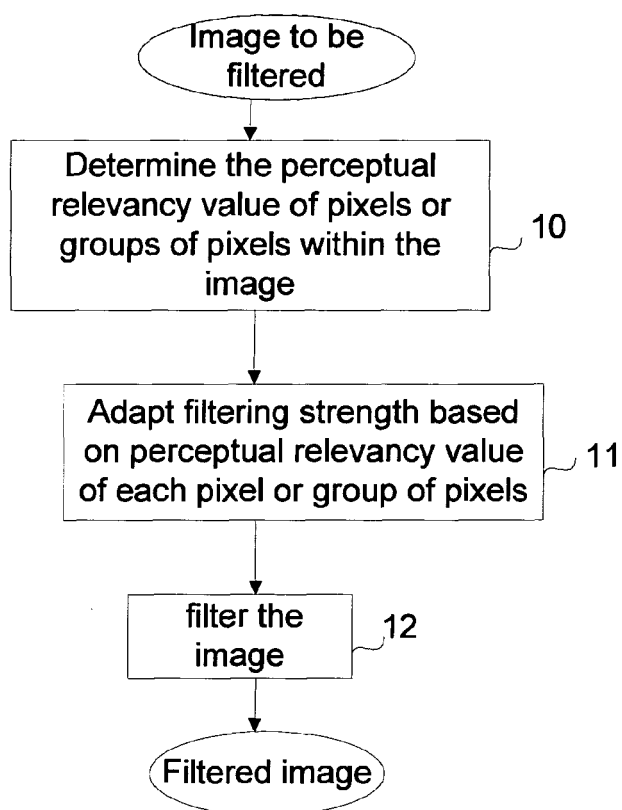 Image to be
filtered
Determine the perceptual
relevancy value of pixels or
groups of pixels within the
image
10
Adapt filtering strength based
on perceptual relevancy value
of each pixel or group of pixels
11
filter the
image
12
Filtered image